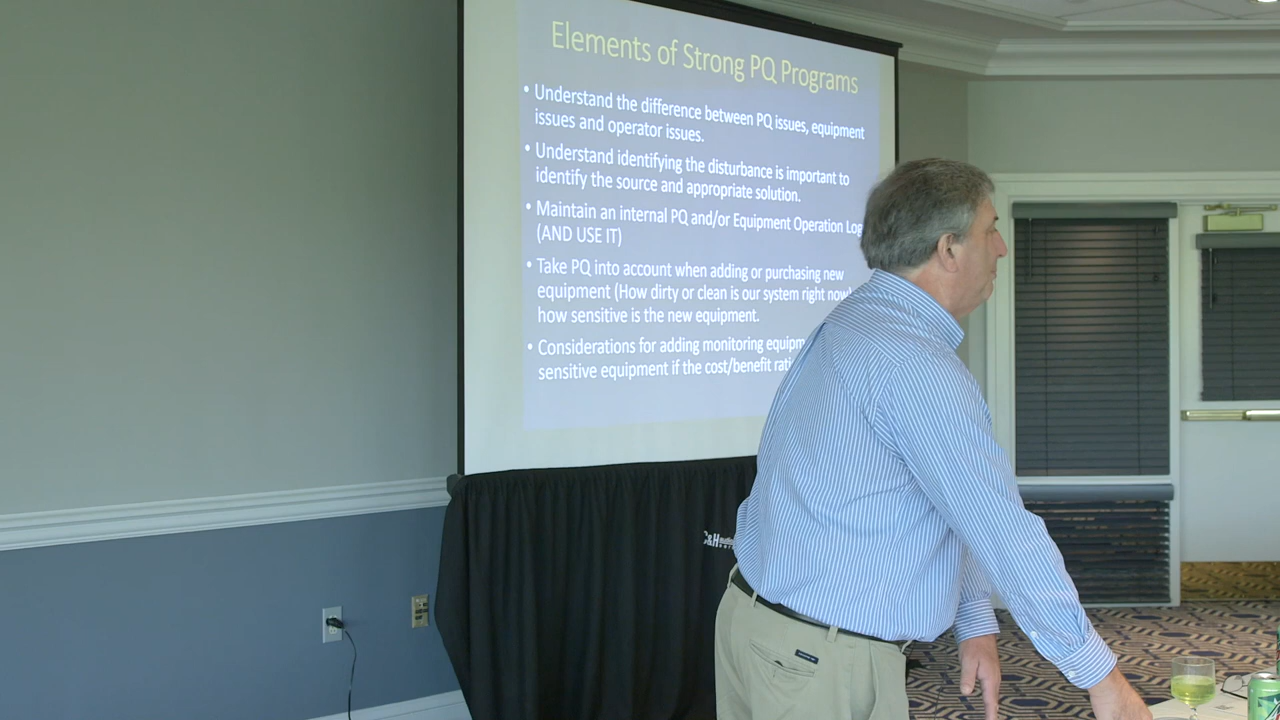 Elements of Strong PQ Programs
• Understand the difference between PQ issues, equipment
issues and operator issues.
• Understand identifying the disturbance is important to
identify the source and appropriate solution.
• Maintain an internal PQ and/or Equipment Operation Log
(AND USE IT)
• Take PQ into account when adding or purchasing new
equipment (How dirty or clean is our system right now)
how sensitive is the new equipment.
• Considerations for adding monitoring
sensitive equipment if the cost/benefit